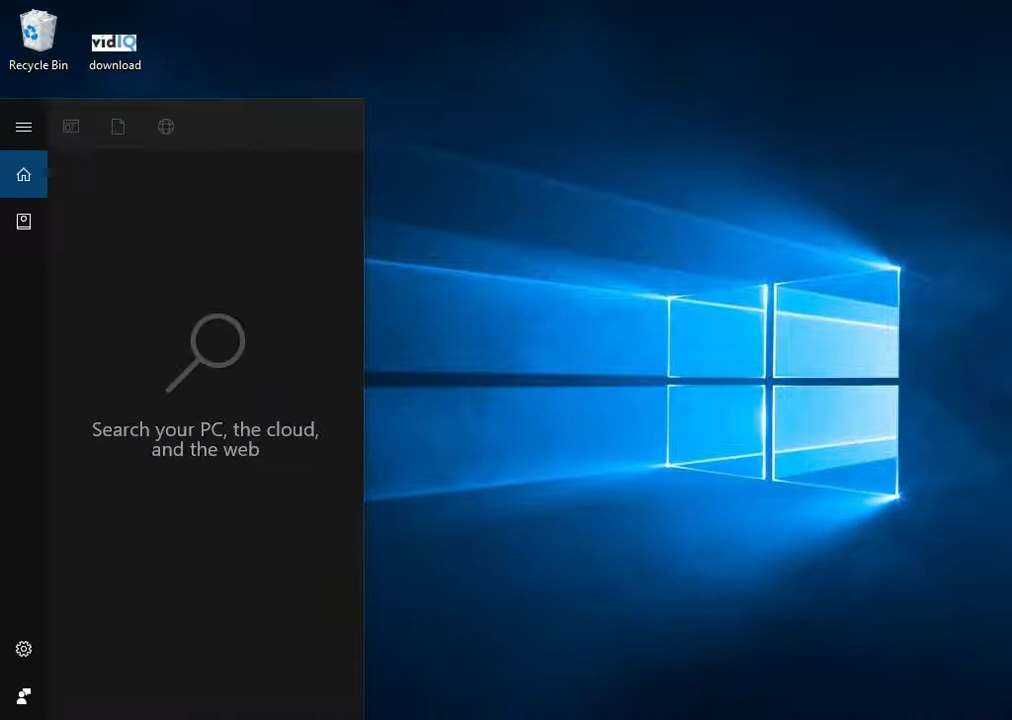 vidIQ
Recycle Bin
download
Search your PC, the cloud,
and the web